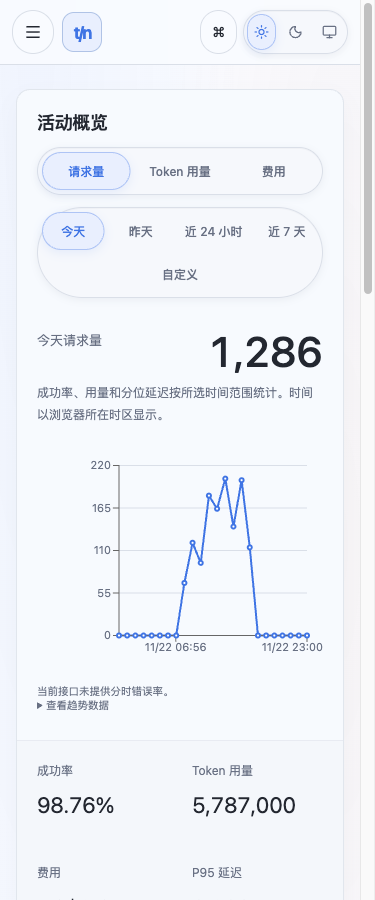 t/n
⌘
活动概览
请求量 Token 用量 费用
今天 昨天 近 24 小时 近 7 天
自定义
今天请求量 1,286
成功率、用量和分位延迟按所选时间范围统计。时间
以浏览器所在时区显示。
220
165
110
55
0
11/22 06:56 11/22 23:00
当前接口未提供分时错误率。
▶ 查看趋势数据
成功率 Token 用量
98.76% 5,787,000
费用 P95 延迟